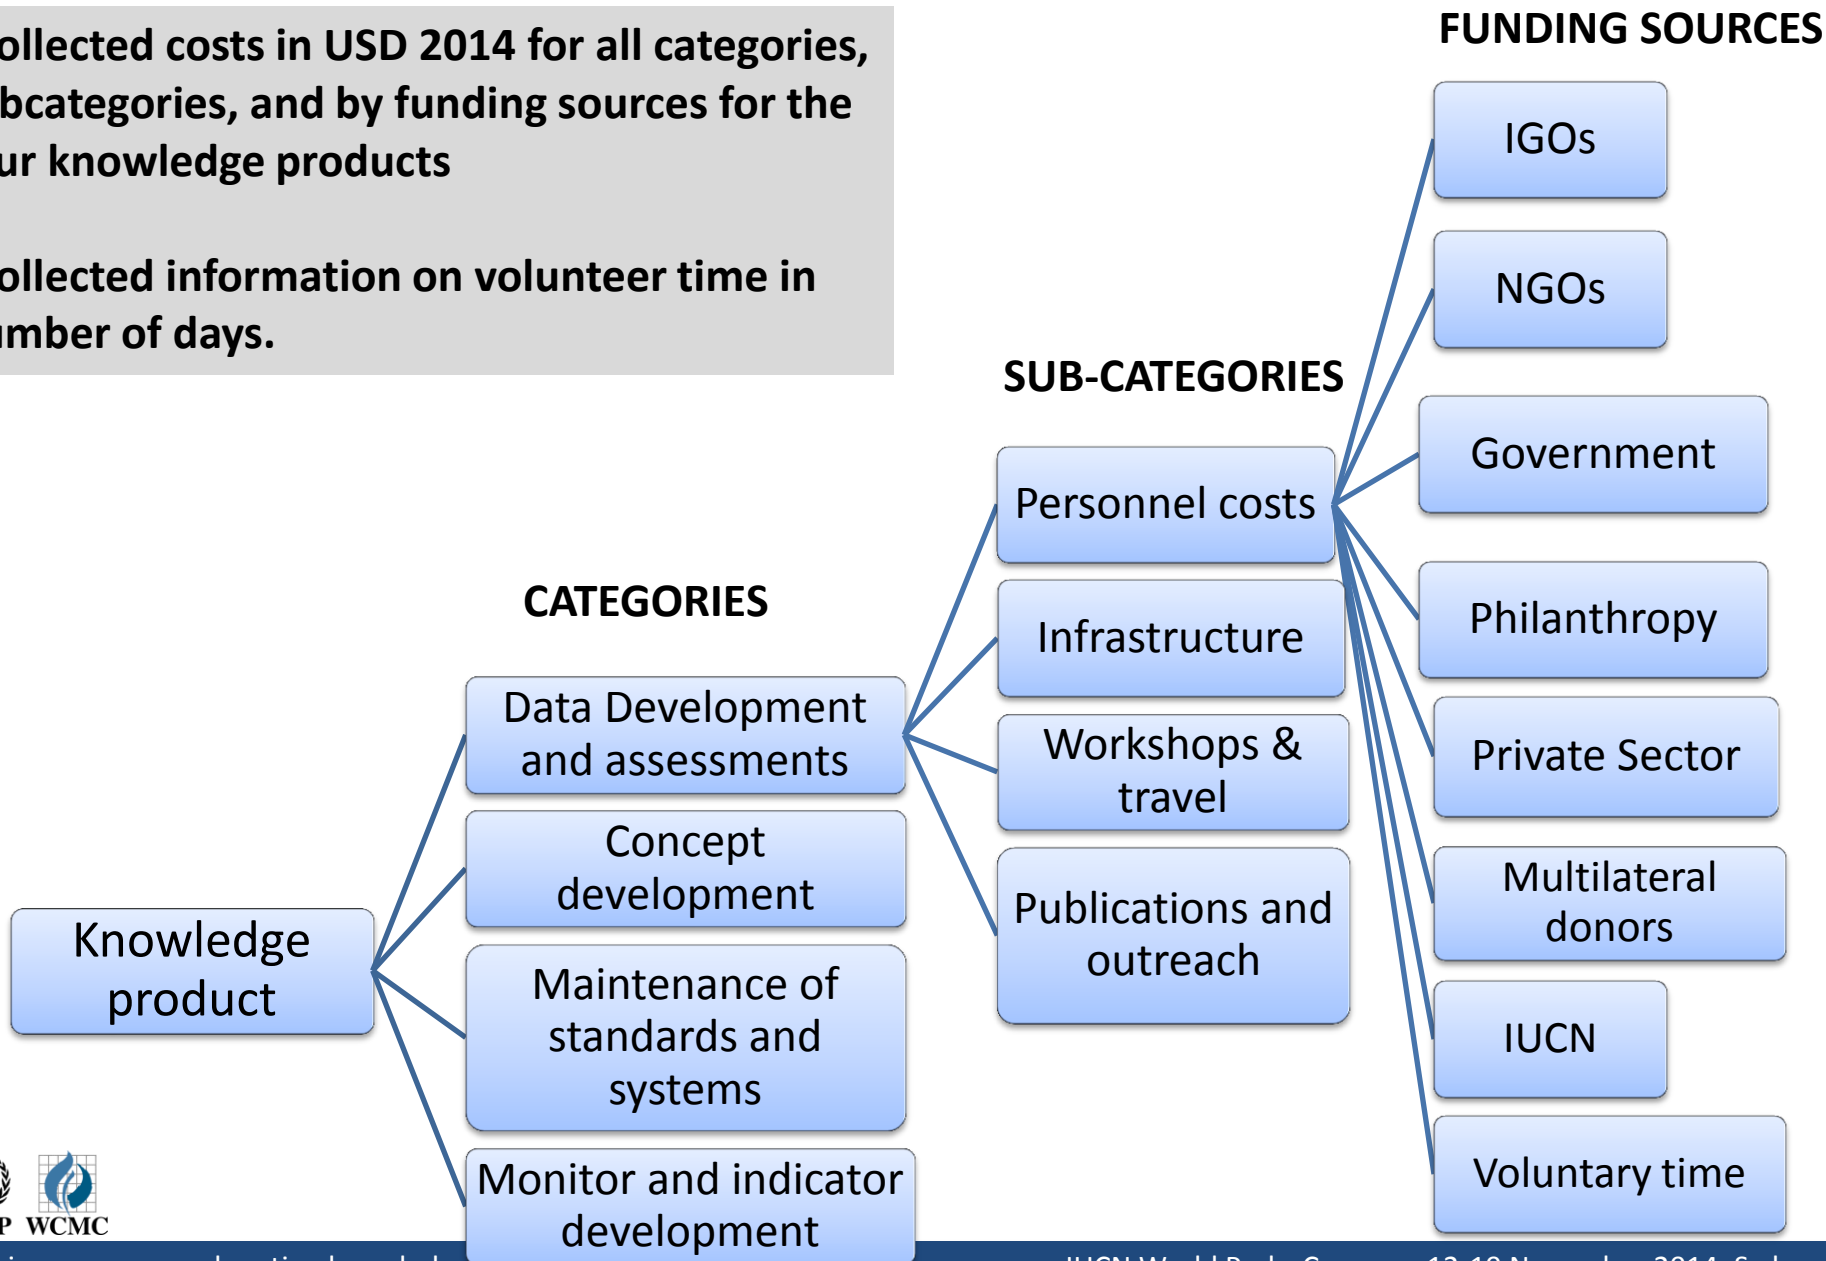 ollected costs in USD 2014 for all categories,
bcategories, and by funding sources for the
ur knowledge products
ollected information on volunteer time in
umber of days.
FUNDING SOURCES
IGOs
NGOs
Government
Philanthropy
Private Sector
Multilateral
donors
IUCN
Voluntary time
SUB-CATEGORIES
Personnel costs
Infrastructure
Workshops &
travel
Publications and
outreach
CATEGORIES
Data Development
and assessments
Concept
development
Maintenance of
standards and
systems
Monitor and indicator
development
Knowledge
product
P WCMC